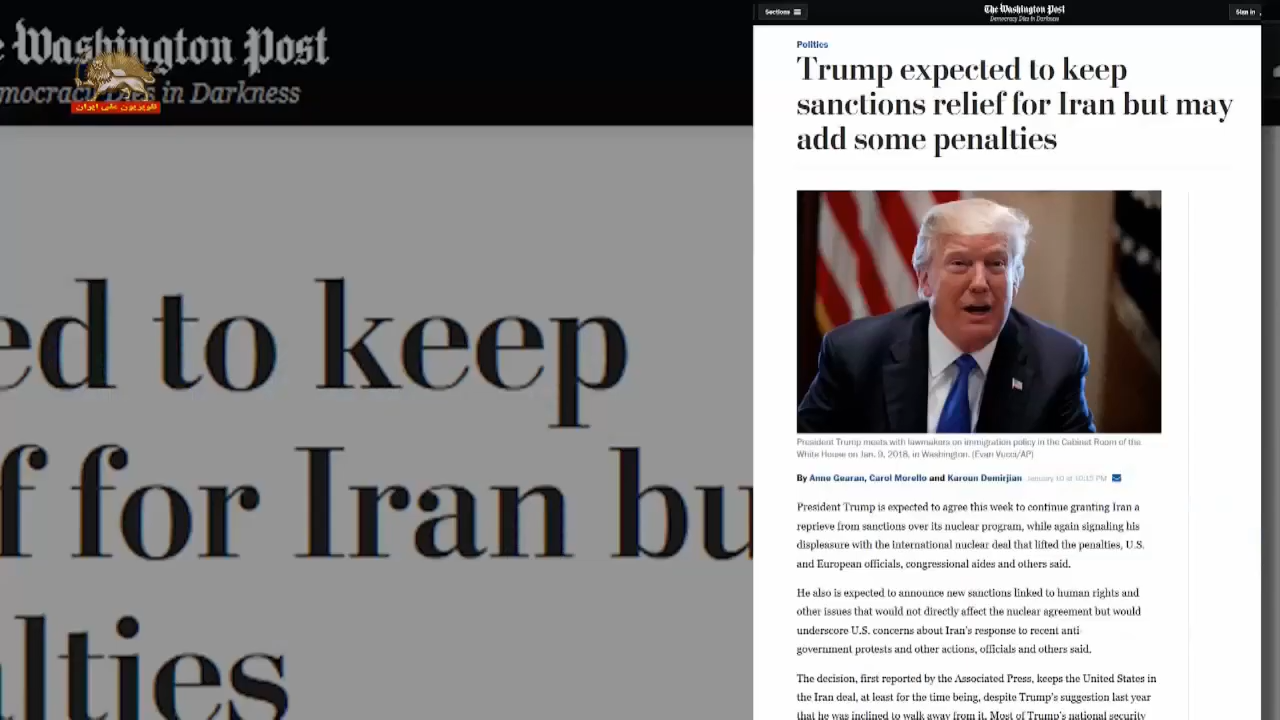 e Washington Post
mocracy Dies in Darkness
تلویزیون ملی ایران
ed to keep
f for Iran bu
alties
Sections
The Washington Post
Democracy Dies in Darkness
Sign in
Politics
Trump expected to keep
sanctions relief for Iran but may
add some penalties
President Trump meets with lawmakers on immigration policy in the Cabinet Room of the
White House on Jan. 9, 2018, in Washington. (Evan Vucci/AP)
By Anne Gearan, Carol Morello and Karoun Demirjian January 10 at 10:15 PM
President Trump is expected to agree this week to continue granting Iran a
reprieve from sanctions over its nuclear program, while again signaling his
displeasure with the international nuclear deal that lifted the penalties, U.S.
and European officials, congressional aides and others said.
He also is expected to announce new sanctions linked to human rights and
other issues that would not directly affect the nuclear agreement but would
underscore U.S. concerns about Iran's response to recent anti-
government protests and other actions, officials and others said.
The decision, first reported by the Associated Press, keeps the United States in
the Iran deal, at least for the time being, despite Trump's suggestion last year
that he was inclined to walk away from it. Most of Trump's national security